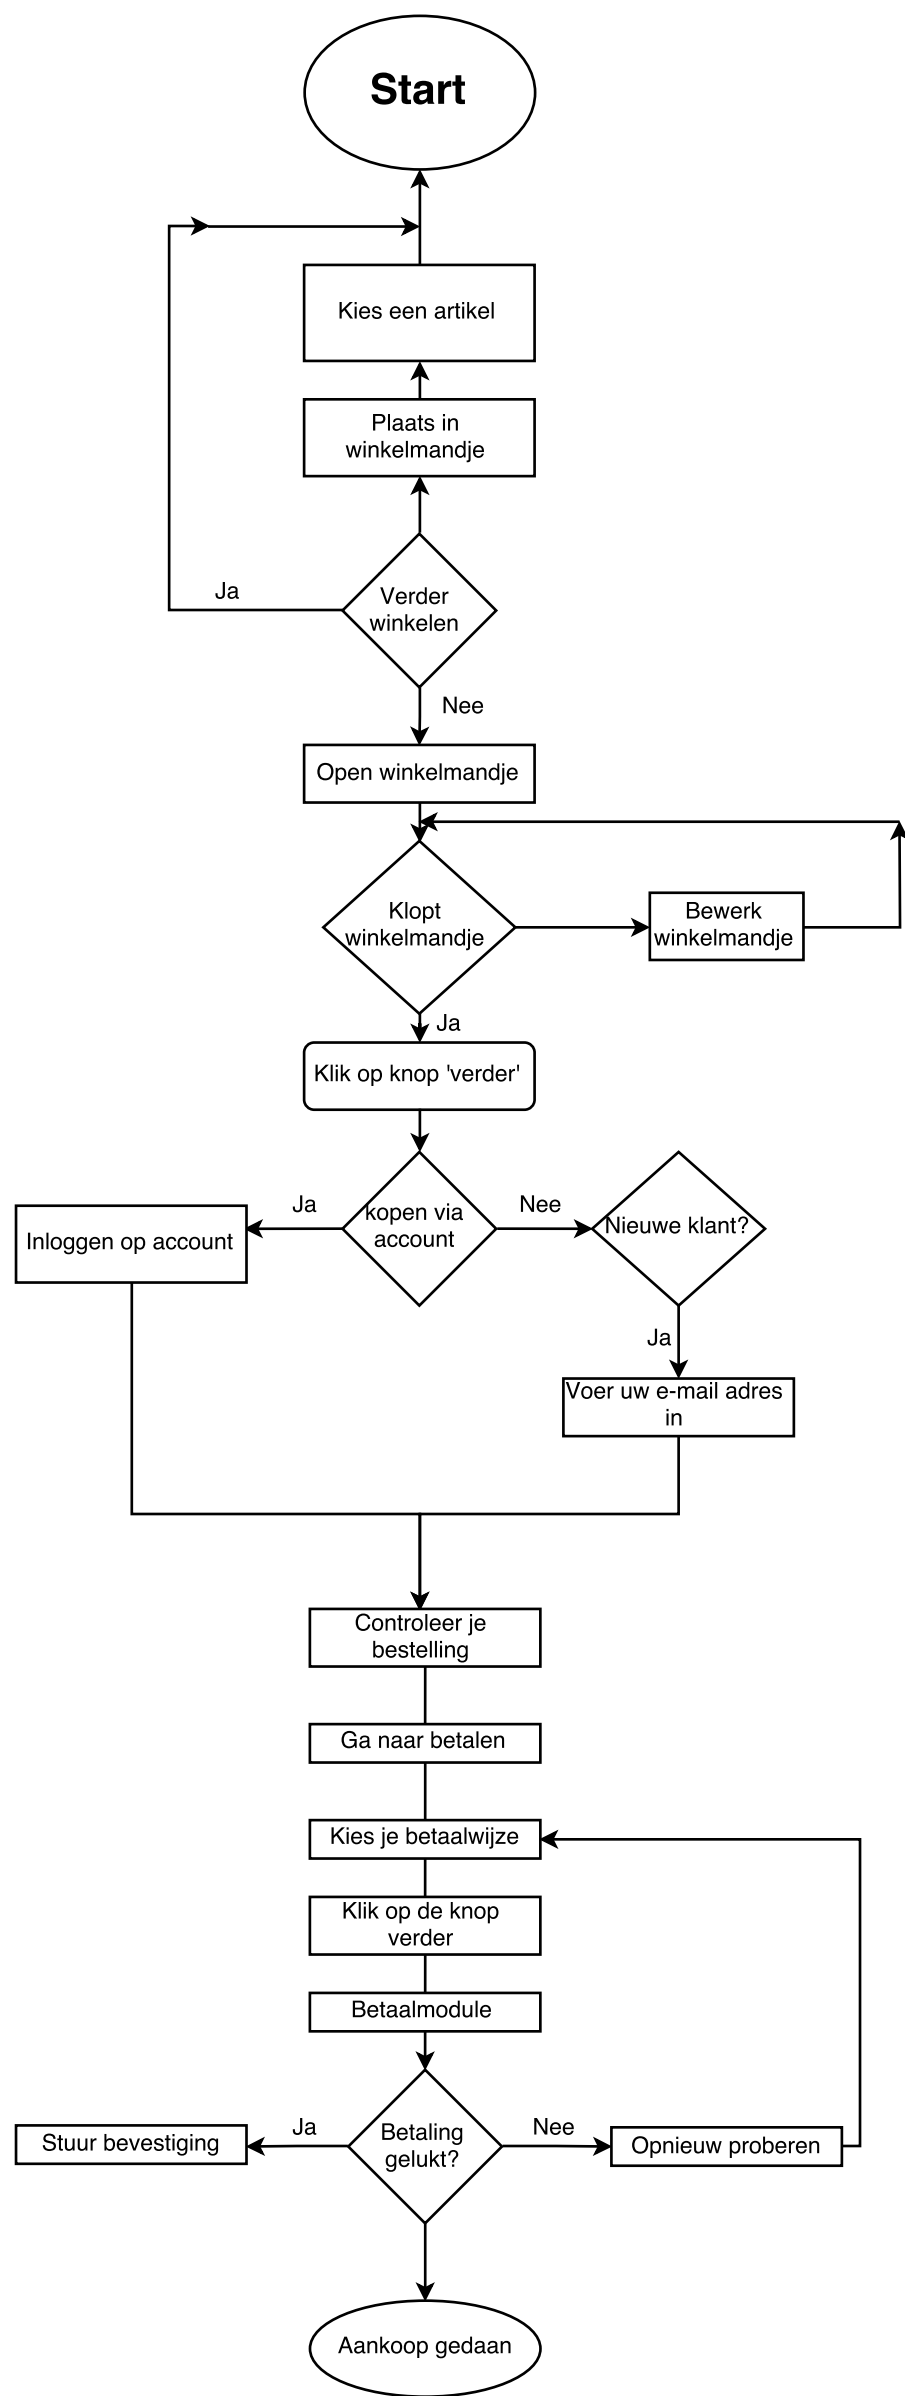 Start
Kies een artikel
Plaats in
winkelmandje
Ja
Verder
winkelen
Nee
Open winkelmandje
Klopt
winkelmandje
Bewerk
winkelmandje
Ja
Klik op knop 'verder'
Ja
kopen via
account
Nee
Nieuwe klant?
Inloggen op account
Ja
Voer uw e-mail adres
in
Controleer je
bestelling
Ga naar betalen
Kies je betaalwijze
Klik op de knop
verder
Betaalmodule
Stuur bevestiging
Ja
Betaling
gelukt?
Nee
Opnieuw proberen
Aankoop gedaan